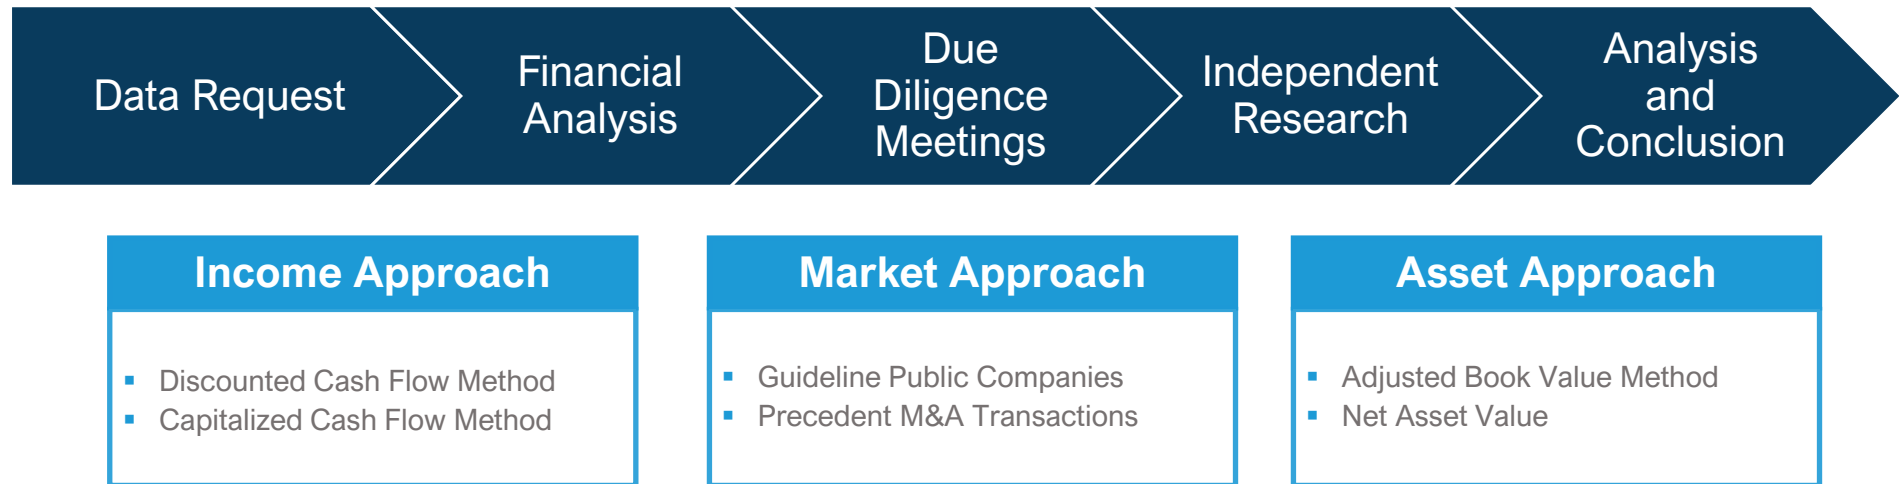 Data Request
Financial
Analysis
Due
Diligence
Meetings
Independent
Research
Analysis
and
Conclusion
Income Approach
Discounted Cash Flow Method
Capitalized Cash Flow Method
Market Approach
Guideline Public Companies
Precedent M&A Transactions
Asset Approach
Adjusted Book Value Method
Net Asset Value